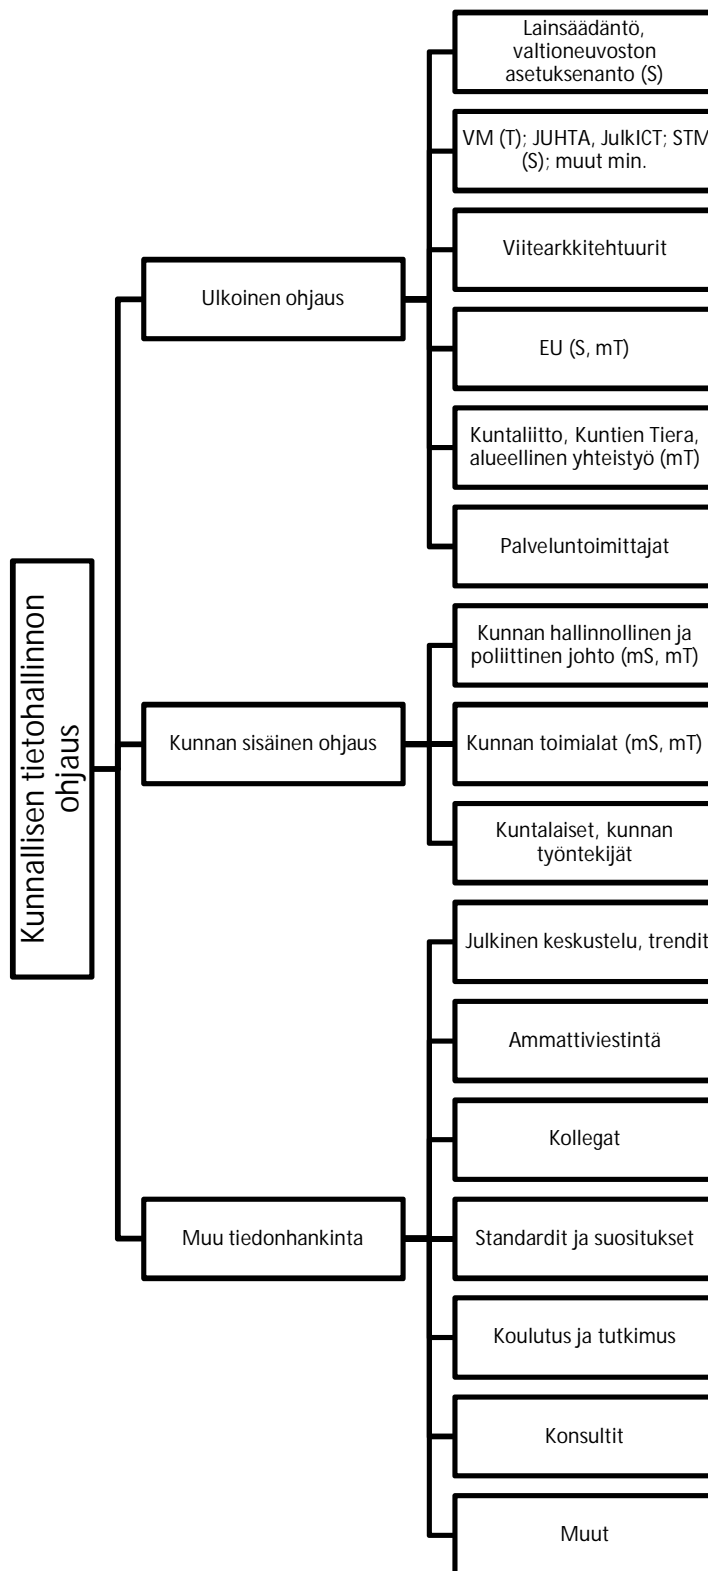 Kunnallisen tietohallinnon
ohjaus
Ulkoinen ohjaus
Lainsäädäntö,
valtioneuvoston
asetuksenanto (S)
VM (T); JUHTA, JulkICT; STM
(S); muut min.
Viitearkkitehtuurit
EU (S, mT)
Kuntaliitto, Kuntien Tiera,
alueellinen yhteistyö (mT)
Palveluntoimittajat
Kunnan sisäinen ohjaus
Kunnan hallinnollinen ja
poliittinen johto (mS, mT)
Kunnan toimialat (mS, mT)
Kuntalaiset, kunnan
työntekijät
Muu tiedonhankinta
Julkinen keskustelu, trendit
Ammattiviestintä
Kollegat
Standardit ja suositukset
Koulutus ja tutkimus
Konsultit
Muut